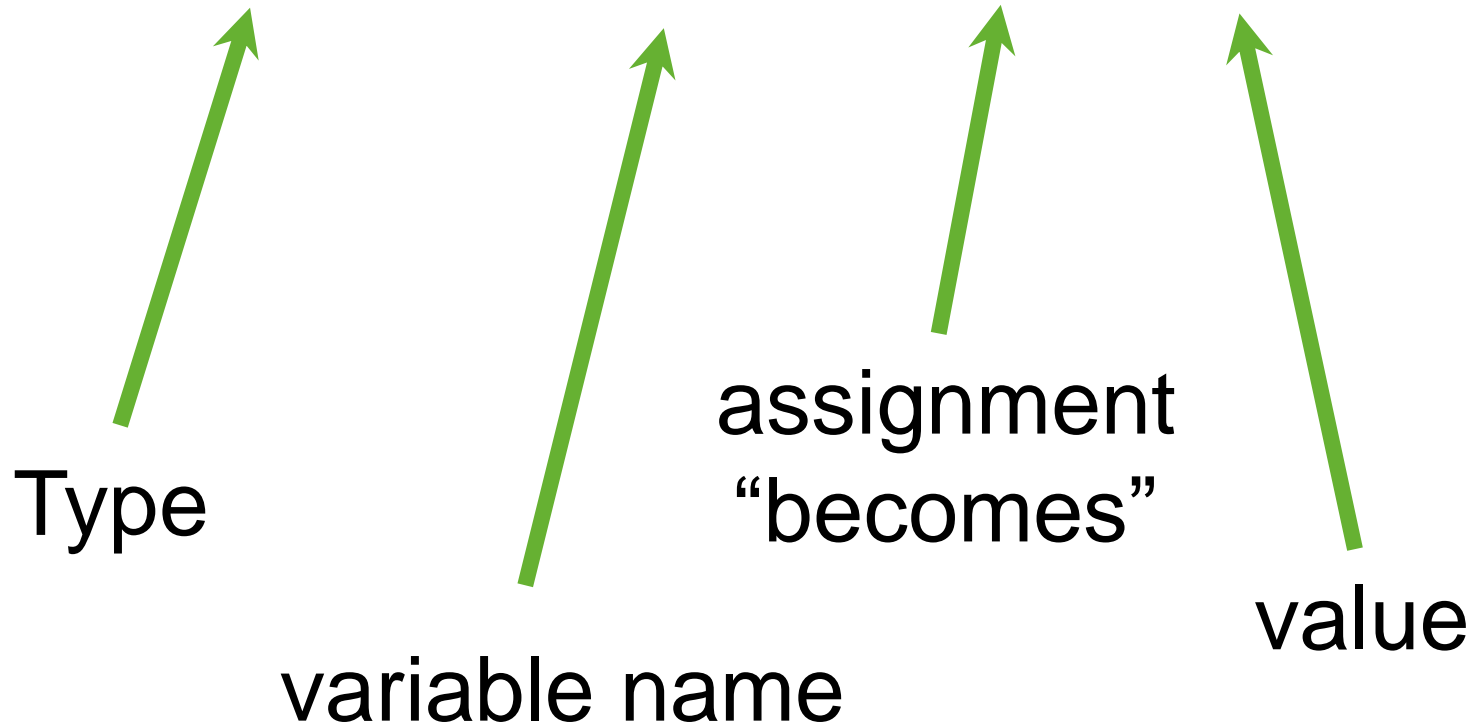 assignment
“becomes”
Type
value
variable name